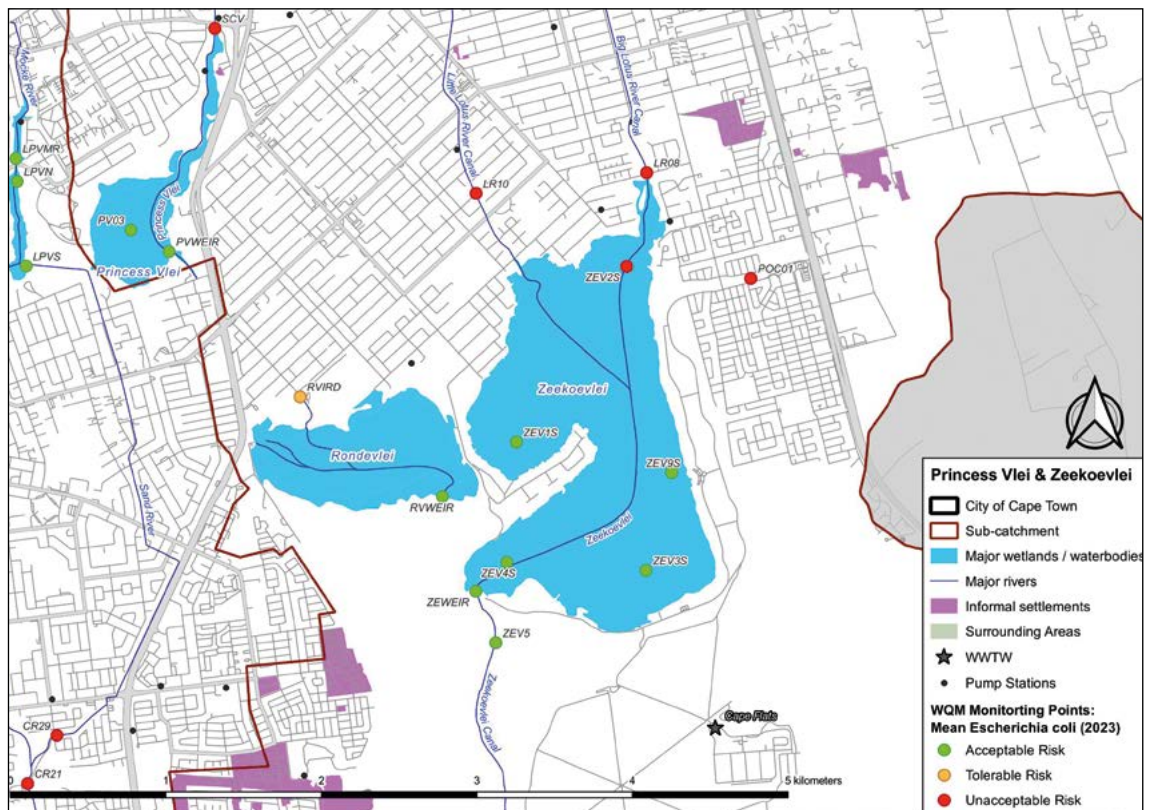 SCV
Mocke River
Little Lotus River Canal
Big Lotus River Canal
LPVMR
LPVN
LR08
LR10
Princess Vlei
PV03
PVWEIR
LPVS
Princess Vlei
ZEV2S
POC01
RVIRD
Zeekoevlei
ZEV1S
Rondevlei
ZEV9S
RVWEIR
Sand River
Zeekoevlei
ZEV4S
ZEV3S
ZEWEIR
ZEV5
Zeekoevlei Canal
Cape Flats
CR29
CR21
0 1 2 3 4 5 kilometers
Princess Vlei & Zeekoevlei
City of Cape Town
Sub-catchment
Major wetlands / waterbodies
Major rivers
Informal settlements
Surrounding Areas
WWTW
Pump Stations
WQM Monitorting Points:
Mean Escherichia coli (2023)
Acceptable Risk
Tolerable Risk
Unacceptable Risk